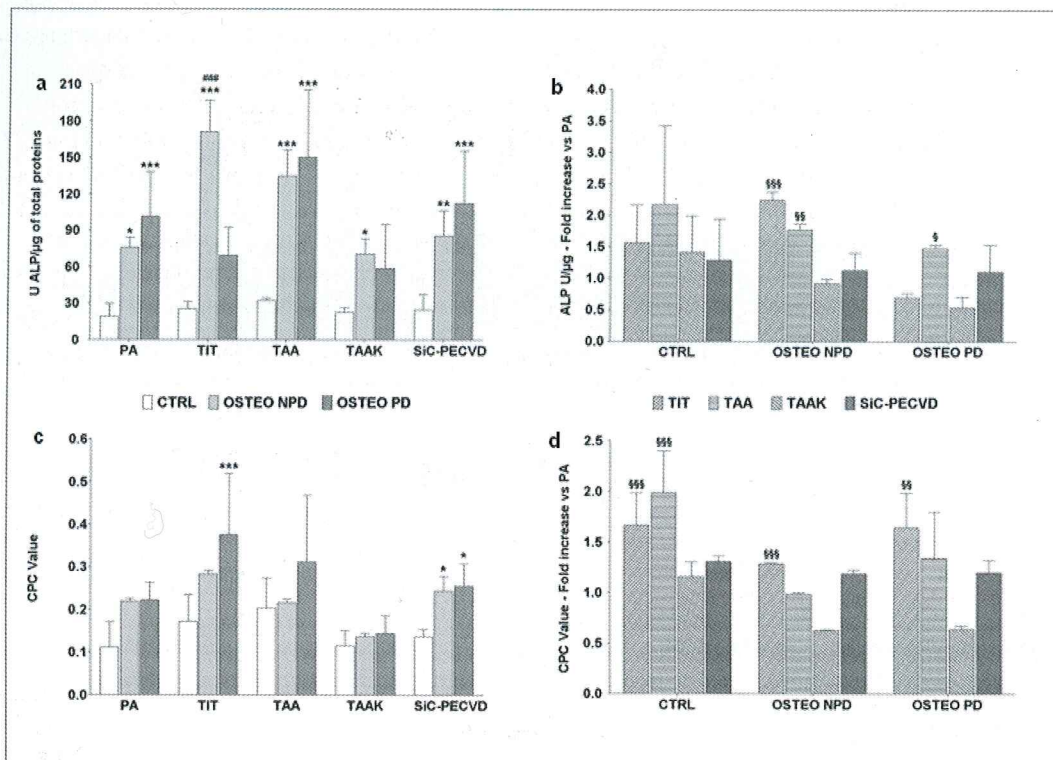 a
U ALP/µg of total proteins
210
180
150
120
90
60
30
0
* *** ### *** *** *** * ** ***
PA TIT TAA TAAK SiC-PECVD
CTRL OSTEO NPD OSTEO PD
b
ALP U/µg - Fold increase vs PA
4.0
3.5
3.0
2.5
2.0
1.5
1.0
0.5
0.0
§§§ §§ §
CTRL OSTEO NPD OSTEO PD
TIT TAA TAAK SiC-PECVD
c
CPC Value
0.6
0.5
0.4
0.3
0.2
0.1
0.0
*** * *
PA TIT TAA TAAK SiC-PECVD
d
CPC Value - Fold increase vs PA
2.5
2.0
1.5
1.0
0.5
0.0
§§§ §§§ §§§ §§
CTRL OSTEO NPD OSTEO PD